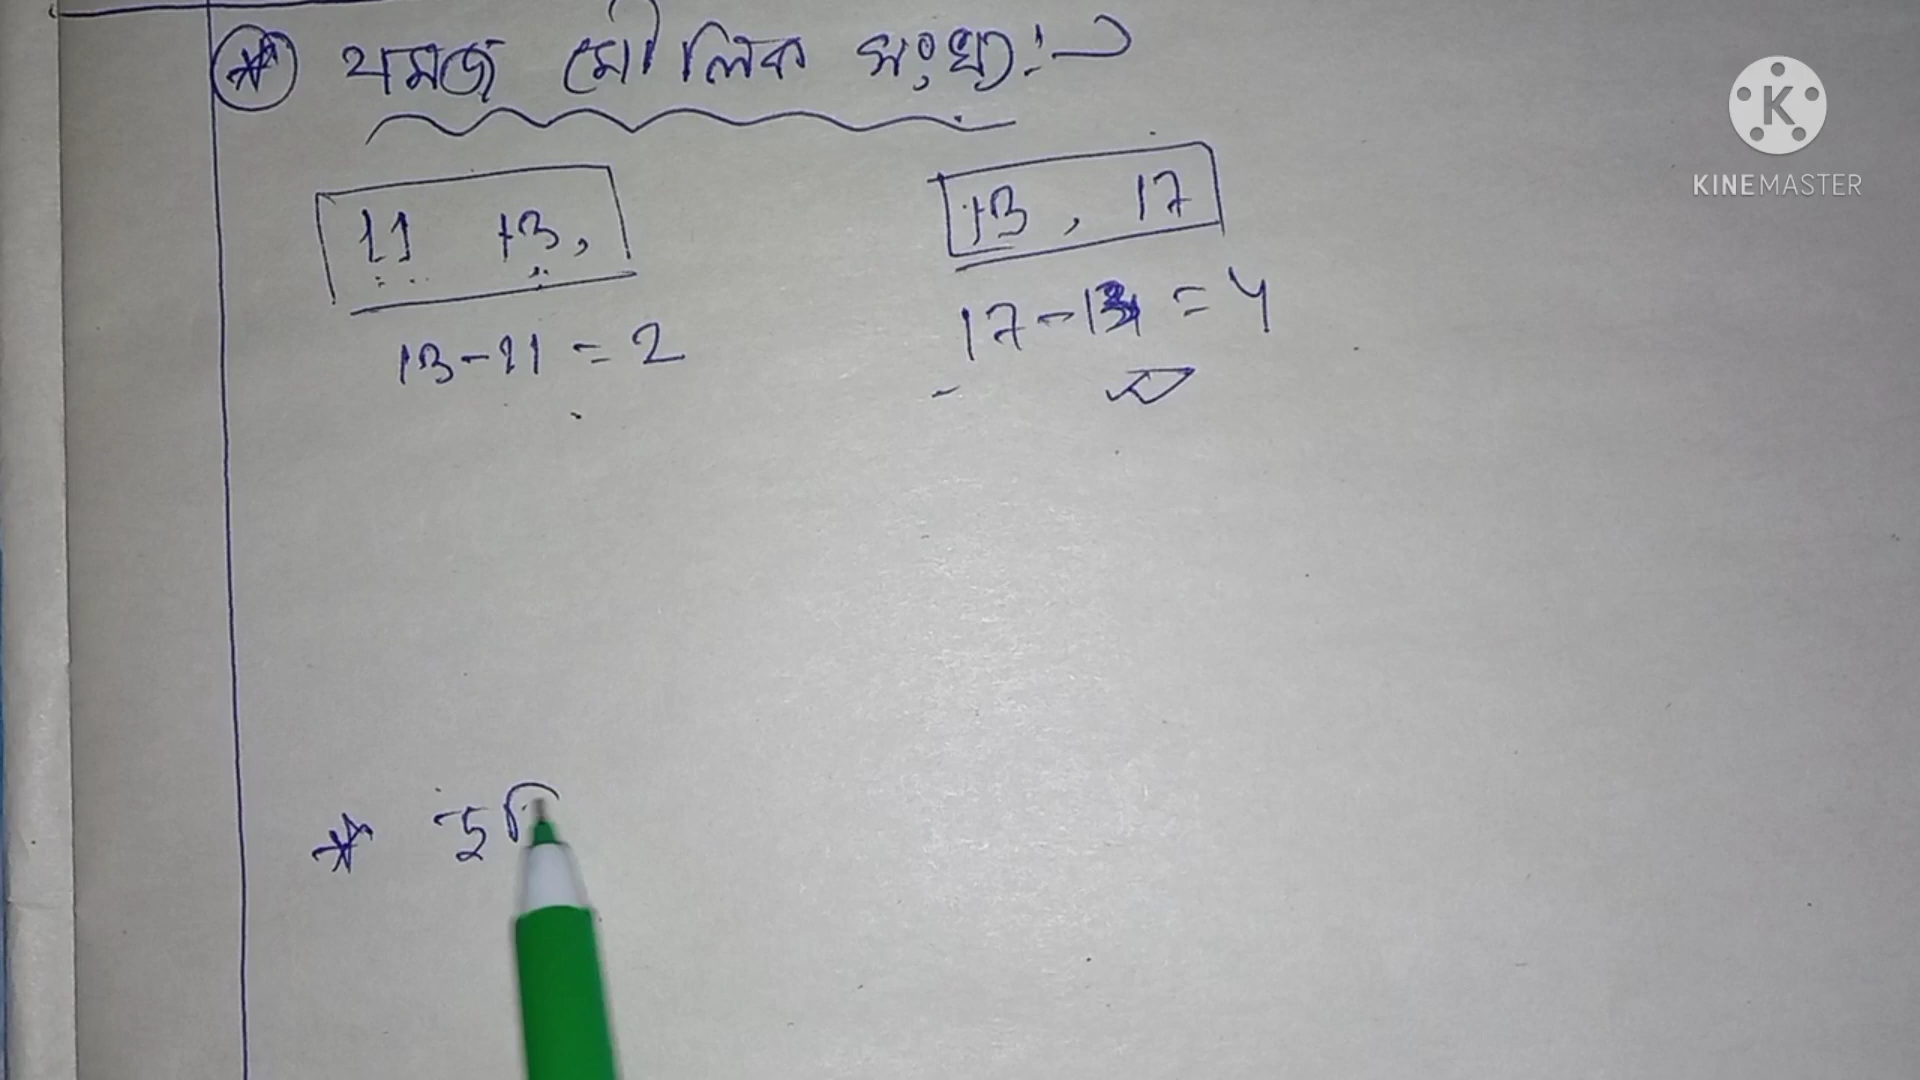 যমজ মৌলিক সংখ্যা :-
11 13,
13 - 11 = 2
13, 17
17 - 13 = 4
* দুটি
KINEMASTER